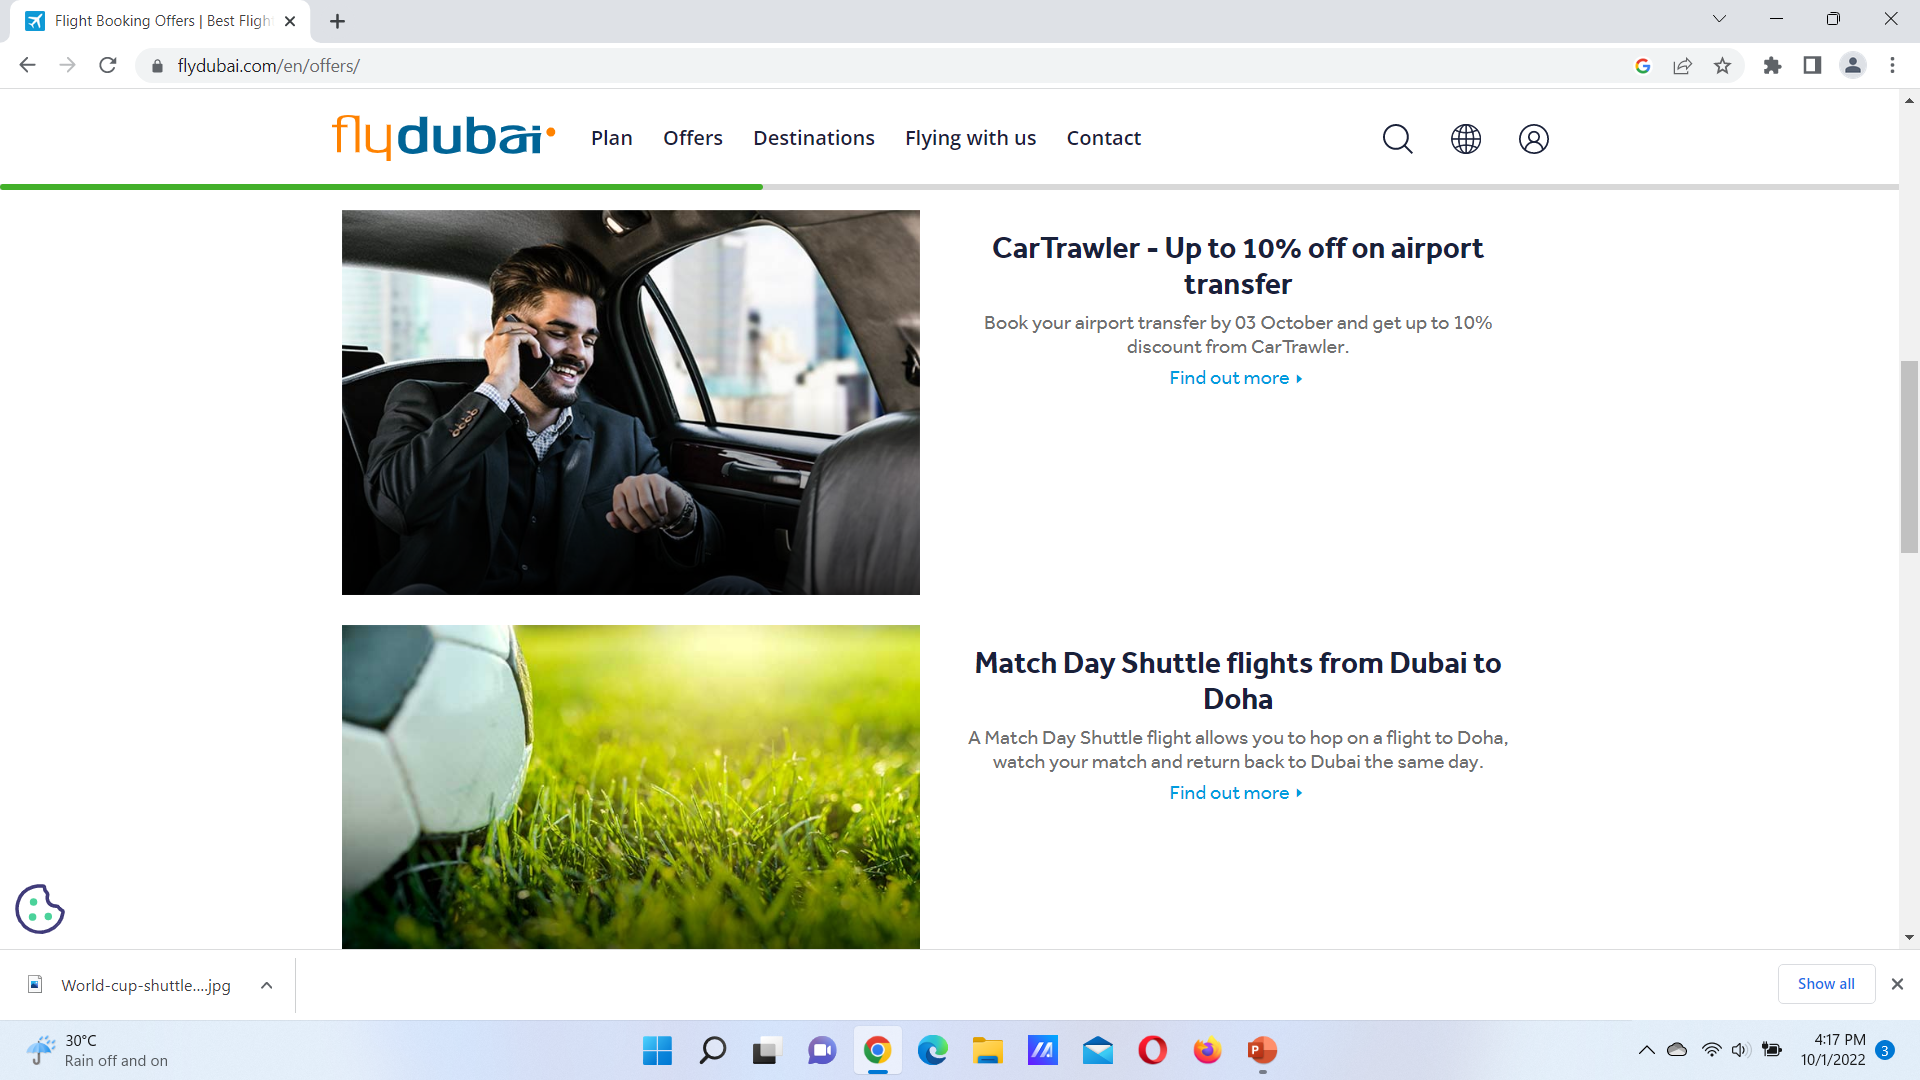 Flight Booking Offers | Best Fligh
flydubai.com/en/offers/
flydubai
Plan
Offers
Destinations
Flying with us
Contact
CarTrawler - Up to 10% off on airport
transfer
Book your airport transfer by 03 October and get up to 10%
discount from CarTrawler.
Find out more
Match Day Shuttle flights from Dubai to
Doha
A Match Day Shuttle flight allows you to hop on a flight to Doha,
watch your match and return back to Dubai the same day.
Find out more
World-cup-shuttle....jpg
Show all
30°C
Rain off and on
4:17 PM
10/1/2022
3